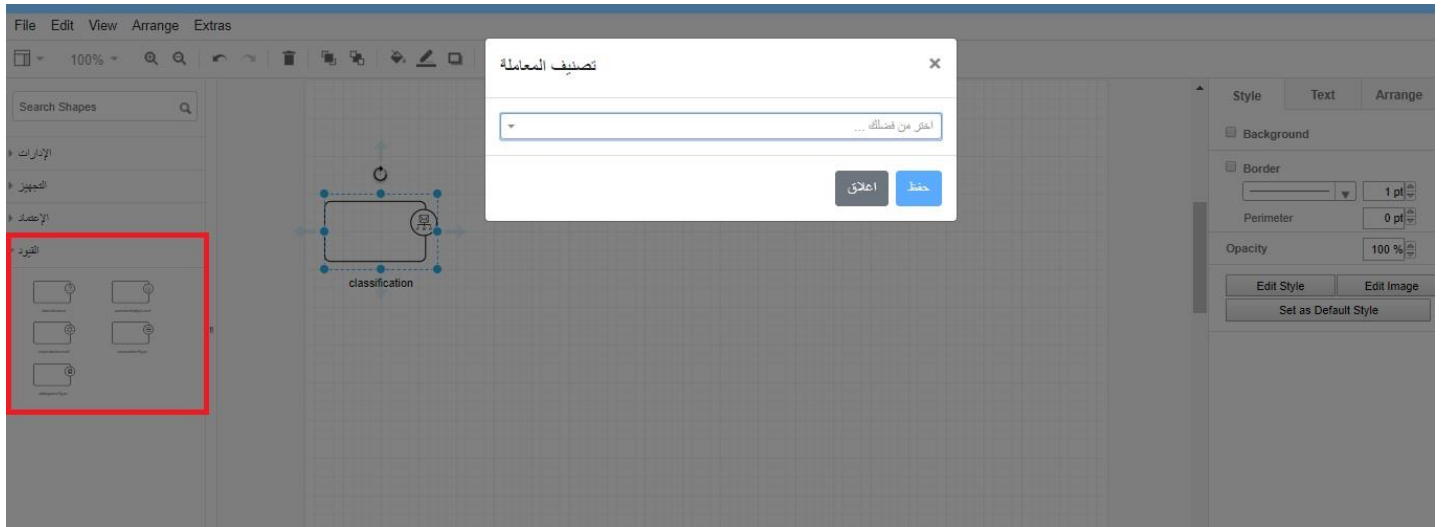 File Edit View Arrange Extras
100%
تصنيف المعاملة
×
Search Shapes
الإدارات
التجهيز
الإعتماد
القيود
classification
اختر من فضلك ...
اغلاق
حفظ
Style Text Arrange
Background
Border
1 pt
Perimeter
0 pt
Opacity
100 %
Edit Style
Edit Image
Set as Default Style